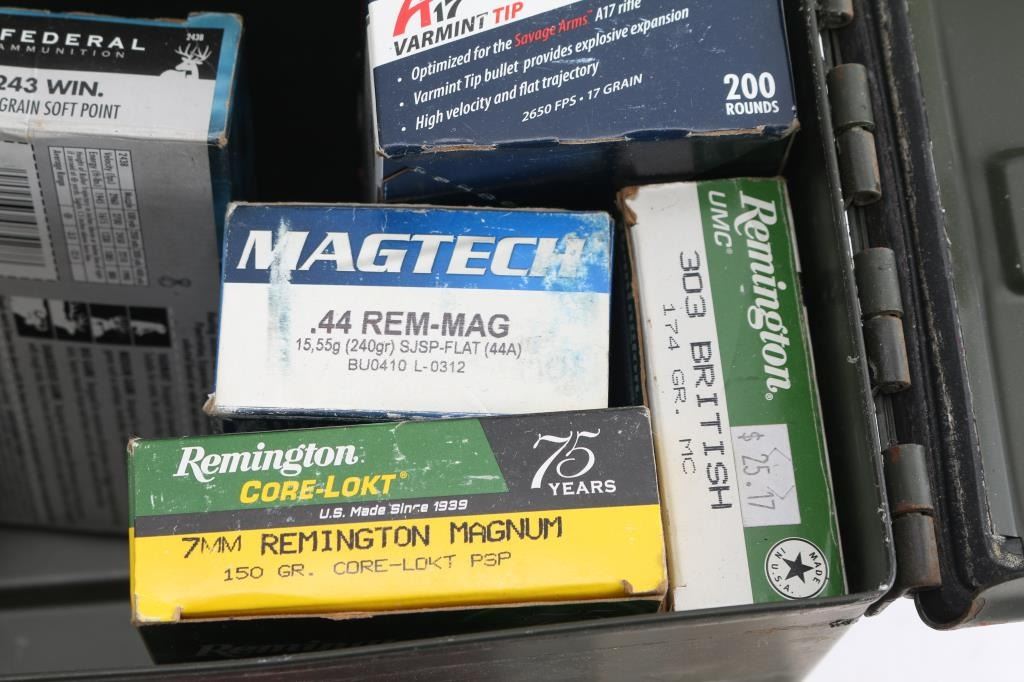 FEDERAL
AMMUNITION
2438
243 WIN.
GRAIN SOFT POINT
A17
VARMINT TIP
• Optimized for the Savage Arms A17 rifle
• Varmint Tip bullet provides explosive expansion
• High velocity and flat trajectory
2650 FPS • 17 GRAIN
200
ROUNDS
MAGTECH
.44 REM-MAG
15,55g (240gr) SJSP-FLAT (44A)
BU0410 L-0312
Remington®
UMC®
303 BRITISH
174 GR. MC
$25.17
MADE
IN U.S.A.
Remington
CORE-LOKT®
U.S. Made Since 1939
75
YEARS
7MM REMINGTON MAGNUM
150 GR. CORE-LOKT PSP
Remington